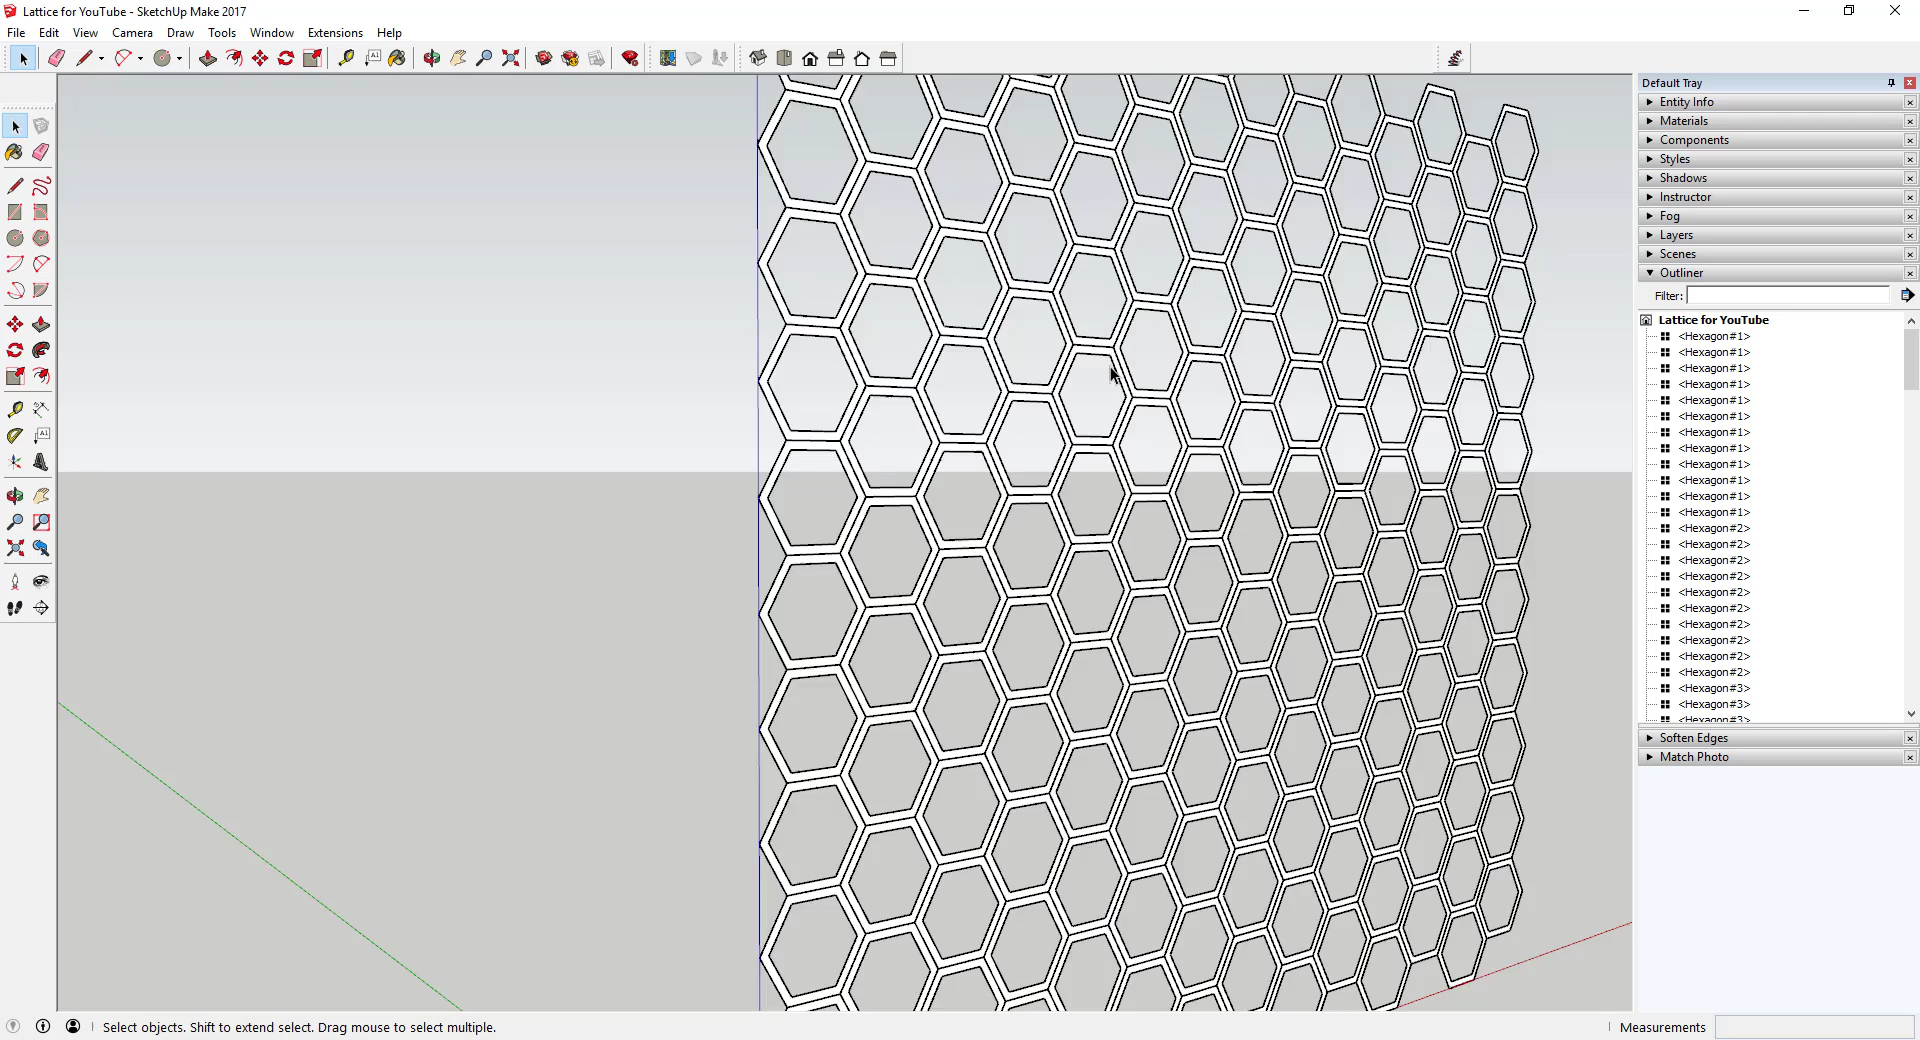 Lattice for YouTube - SketchUp Make 2017
File Edit View Camera Draw Tools Window Extensions Help
A1
Default Tray
Entity Info
Materials
Components
Styles
Shadows
Instructor
Fog
Layers
Scenes
Outliner
Filter:
Lattice for YouTube
<Hexagon#1>
<Hexagon#1>
<Hexagon#1>
<Hexagon#1>
<Hexagon#1>
<Hexagon#1>
<Hexagon#1>
<Hexagon#1>
<Hexagon#1>
<Hexagon#1>
<Hexagon#1>
<Hexagon#1>
<Hexagon#2>
<Hexagon#2>
<Hexagon#2>
<Hexagon#2>
<Hexagon#2>
<Hexagon#2>
<Hexagon#2>
<Hexagon#2>
<Hexagon#2>
<Hexagon#2>
<Hexagon#3>
<Hexagon#3>
<Hexagon#3>
A1
Soften Edges
Match Photo
Select objects. Shift to extend select. Drag mouse to select multiple.
Measurements